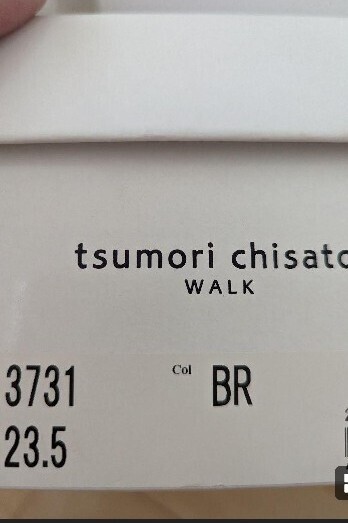 tsumori chisato
WALK
3731 Col BR
23.5